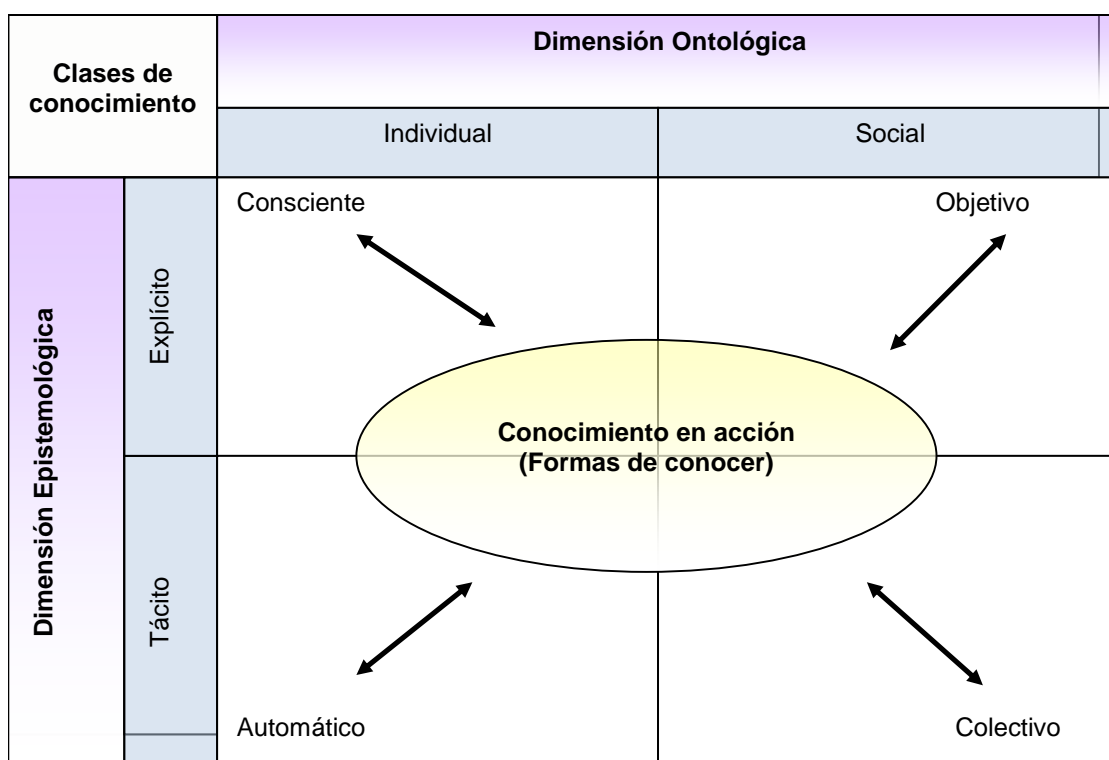 Clases de
conocimiento
Dimensión Ontológica
Individual
Social
Dimensión Epistemológica
Explícito
Consciente
Objetivo
Conocimiento en acción
(Formas de conocer)
Tácito
Automático
Colectivo